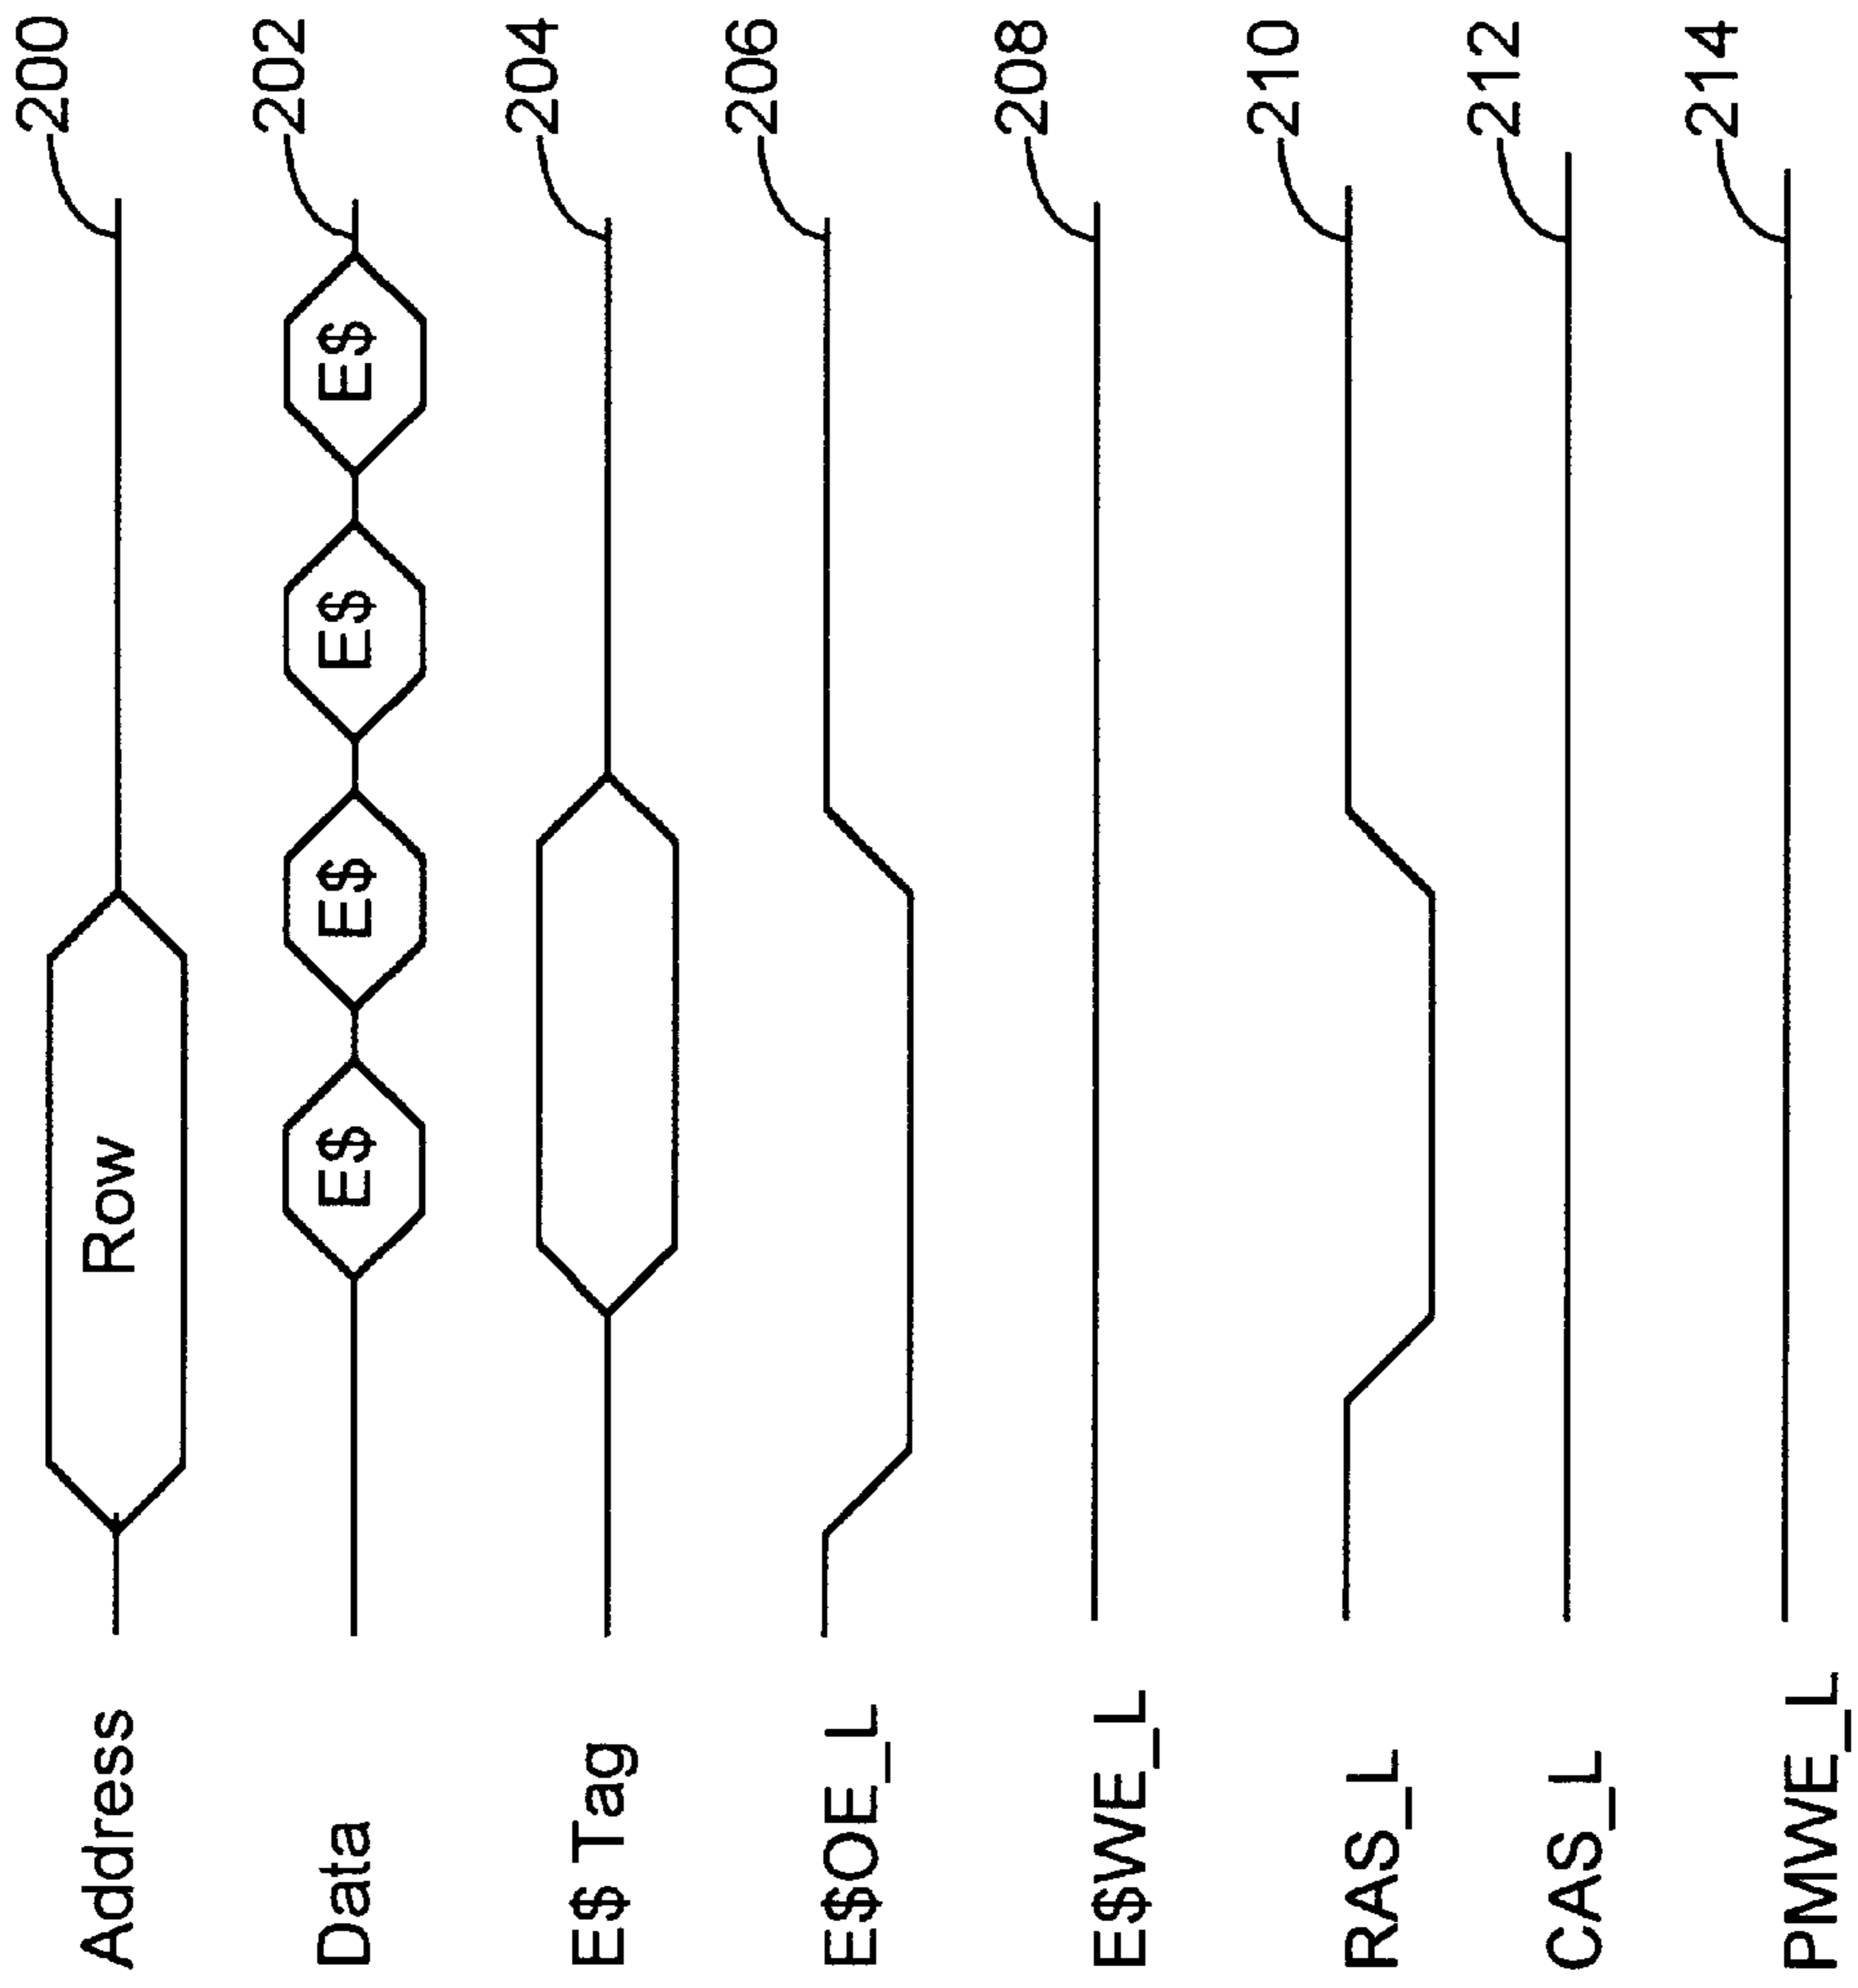 Address Row 200
Data E$ E$ E$ E$ 202
E$ Tag 204
E$OE_L 206
E$WE_L 208
RAS_L 210
CAS_L 212
PMWE_L 214